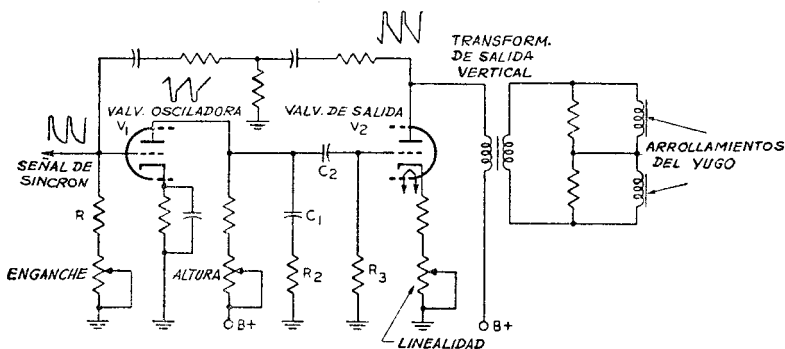 TRANSFORM.
DE SALIDA
VERTICAL
VALV. OSCILADORA
V1
VALV. DE SALIDA
V2
SEÑAL DE
SINCRON
C2
ARROLLAMIENTOS
DEL YUGO
R
C1
ENGANCHE
ALTURA
R2
R3
B+
B+
LINEALIDAD